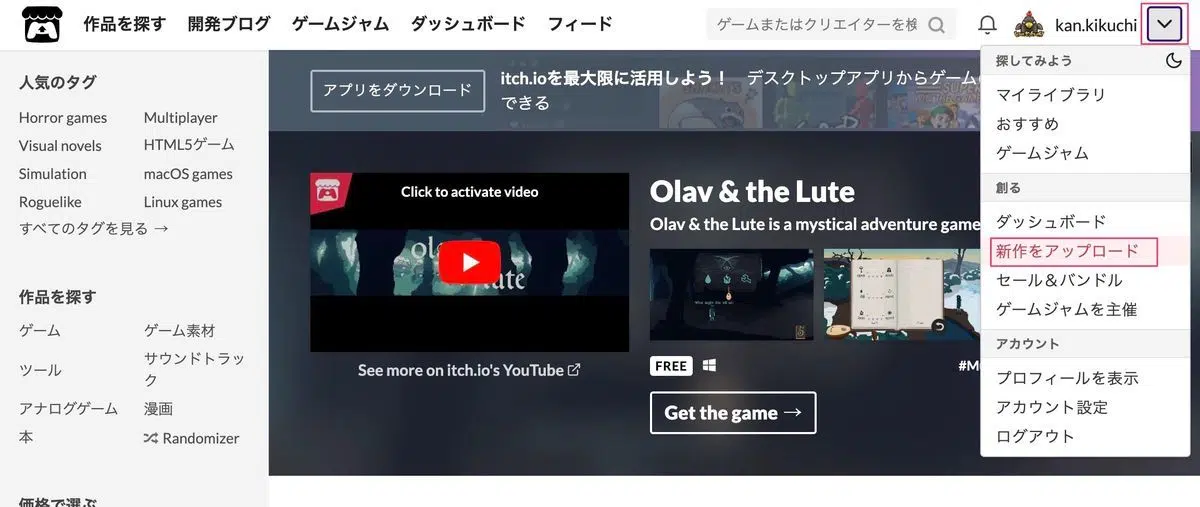 作品を探す 開発ブログ ゲームジャム ダッシュボード フィード
ゲームまたはクリエイターを検
kan.kikuchi
人気のタグ
Horror games Multiplayer
Visual novels HTML5ゲーム
Simulation macOS games
Roguelike Linux games
すべてのタグを見る →
作品を探す
ゲーム ゲーム素材
ツール サウンドトラック
アナログゲーム 漫画
本 Randomizer
価格で選ぶ
アプリをダウンロード
itch.ioを最大限に活用しよう！ デスクトップアプリからゲームの
できる
Click to activate video
See more on itch.io's YouTube
Olav & the Lute
Olav & the Lute is a mystical adventure game
FREE
Get the game →
探してみよう
マイライブラリ
おすすめ
ゲームジャム
創る
ダッシュボード
新作をアップロード
セール＆バンドル
ゲームジャムを主催
アカウント
プロフィールを表示
アカウント設定
ログアウト